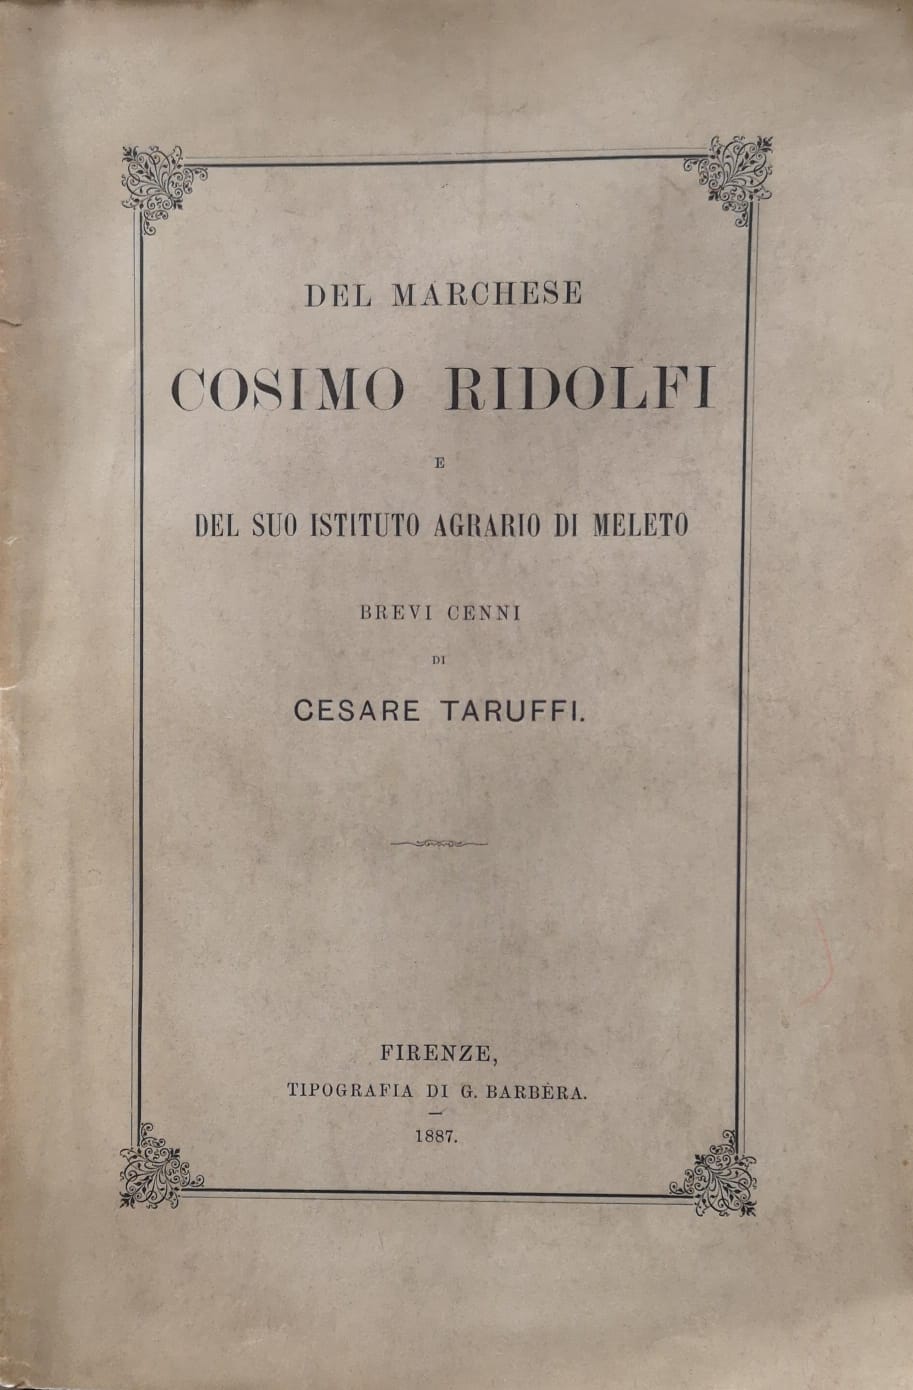 DEL MARCHESE
COSIMO RIDOLFI
E
DEL SUO ISTITUTO AGRARIO DI MELETO
BREVI CENNI
DI
CESARE TARUFFI.
FIRENZE,
TIPOGRAFIA DI G. BARBÈRA.
—
1887.